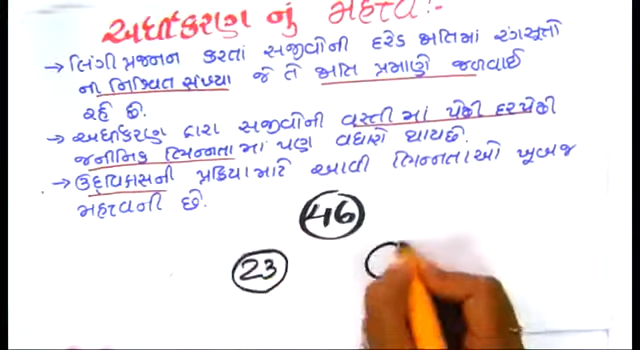 અર્ધીકરણ નું મહત્વ :-
→ લિંગી પ્રજનન કરતાં સજીવોની દરેક જાતિમાં રંગસૂત્રો
ની નિશ્ચિત સંખ્યા જે તે જાતિ પ્રમાણે જળવાઈ
રહે છે.
→ અર્ધીકરણ દ્વારા સજીવોની વસ્તી માં પેઢી દરપેઢી
જનીનિક ભિન્નતા માં પણ વધારો થાય છે.
→ ઉદ્દવિકાસની પ્રક્રિયા માટે આવી ભિન્નતાઓ ખૂબજ
મહત્વની છે.
46
23